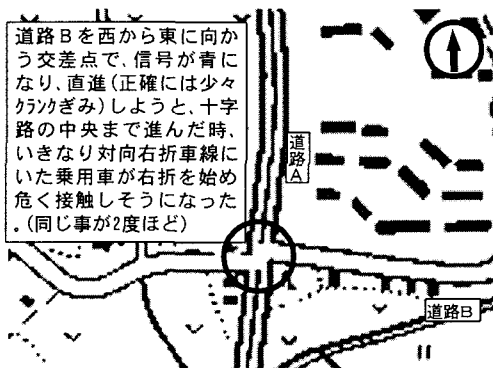 道路Bを西から東に向か
う交差点で、信号が青に
なり、直進(正確には少々
クランクぎみ)しようと、十字
路の中央まで進んだ時、
いきなり対向右折車線に
いた乗用車が右折を始め
危く接触しそうになった
。(同じ事が2度ほど)
道路A
道路B